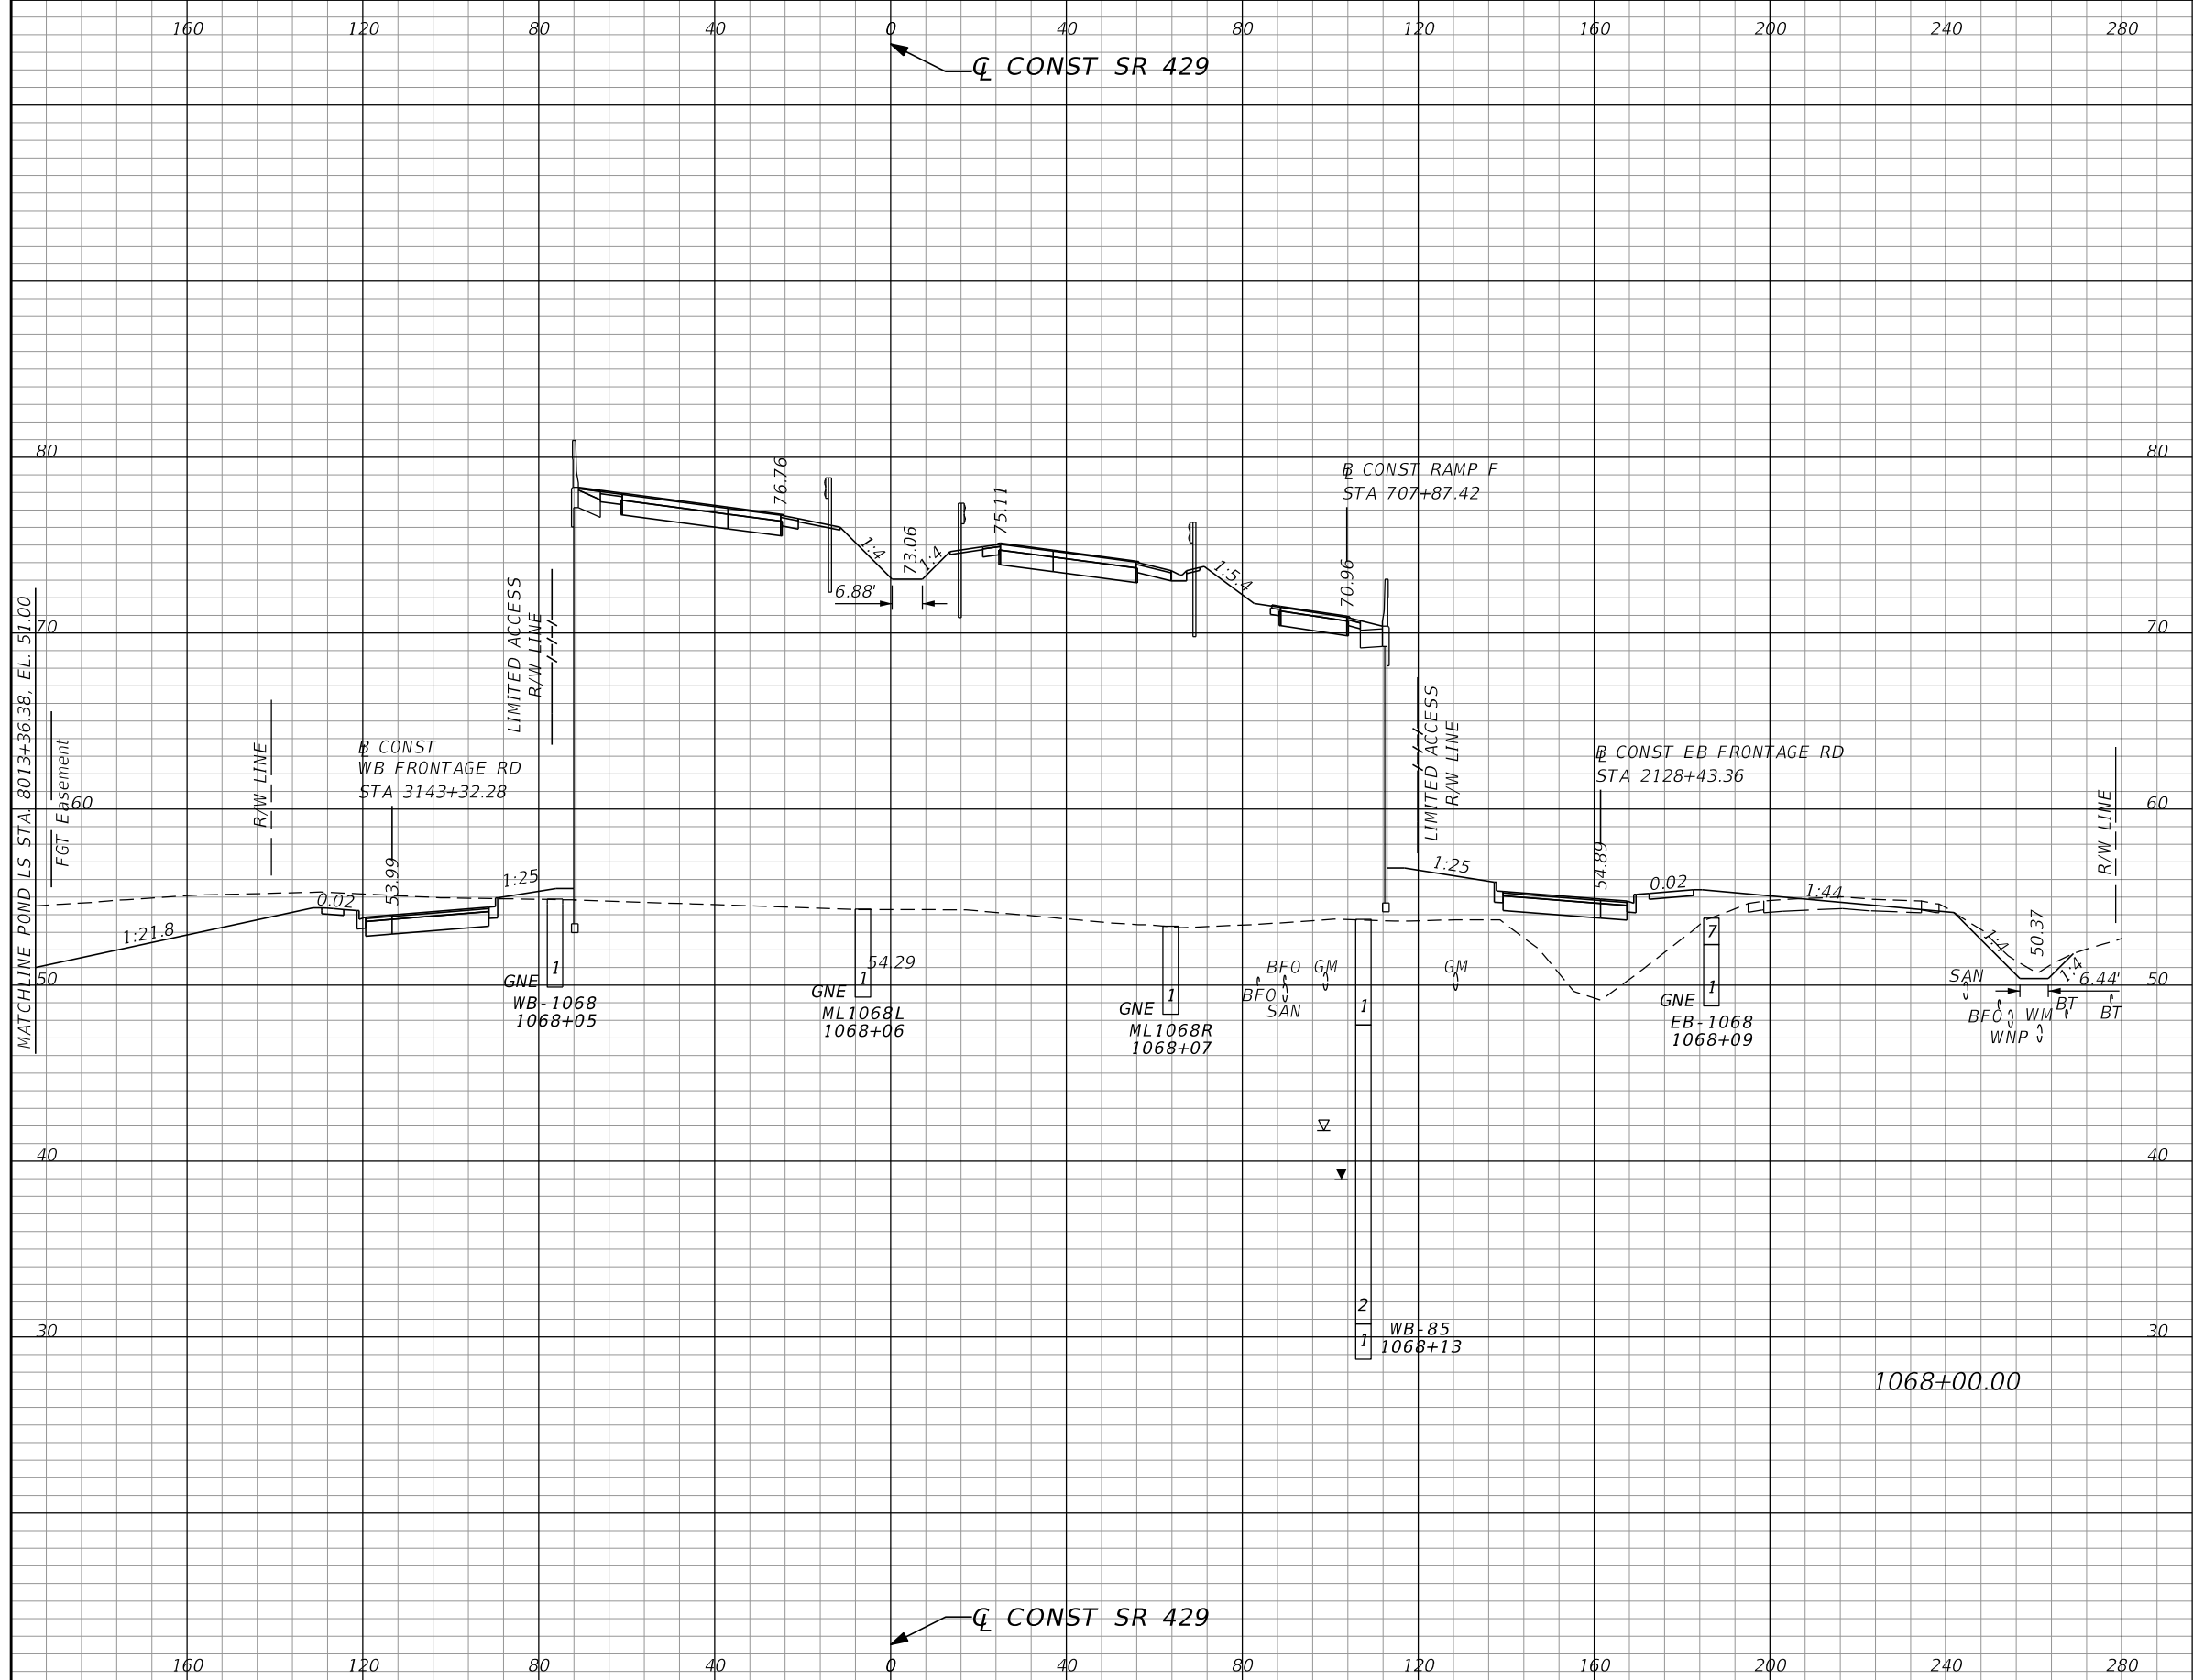 160 120 80 40 0 40 80 120 160 200 240 280
℄ CONST SR 429
80 80
76.76
75.11
73.06
1:4
1:4
6.88'
1:5.4
70.96
℄ CONST RAMP F
STA 707+87.42
70 70
MATCHLINE POND LS STA. 8013+36.38, EL. 51.00
FGT Easement
R/W LINE
LIMITED ACCESS
R/W LINE
LIMITED ACCESS
R/W LINE
R/W LINE
B CONST
WB FRONTAGE RD
STA 3143+32.28
53.99
B CONST EB FRONTAGE RD
STA 2128+43.36
54.89
60 60
1:21.8
0.02
1:25
1:25
0.02
1:44
1:4
50.37
1:4
6.44'
50 50
1
GNE
WB-1068
1068+05
54.29
1
GNE
ML1068L
1068+06
1
GNE
ML1068R
1068+07
BFO
GM
BFO
SAN
GM
7
1
GNE
EB-1068
1068+09
SAN
BFO
WNP
WM
BT
BT
1
2
1
WB-85
1068+13
40 40
30 30
1068+00.00
℄ CONST SR 429
160 120 80 40 0 40 80 120 160 200 240 280